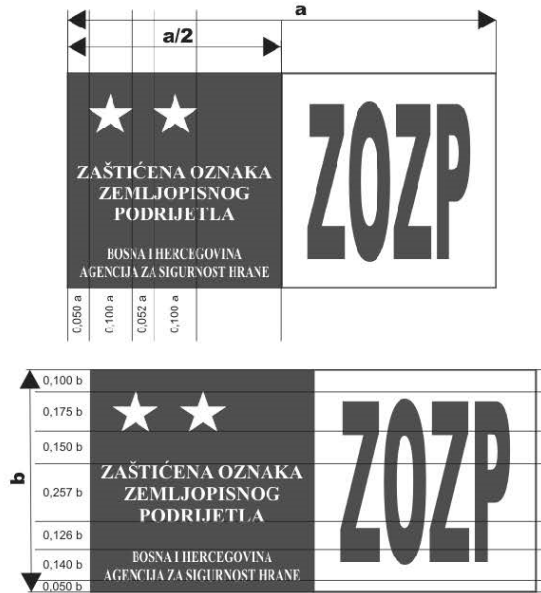 a
a/2
ZAŠTIĆENA OZNAKA
ZEMLJOPISNOG
PODRIJETLA
BOSNA I HERCEGOVINA
AGENCIJA ZA SIGURNOST HRANE
ZOZP
0,050 a
0,100 a
0,052 a
0,100 a
b
0,100 b
0,175 b
0,150 b
0,257 b
0,126 b
0,140 b
0,050 b
ZAŠTIĆENA OZNAKA
ZEMLJOPISNOG
PODRIJETLA
BOSNA I HERCEGOVINA
AGENCIJA ZA SIGURNOST HRANE
ZOZP